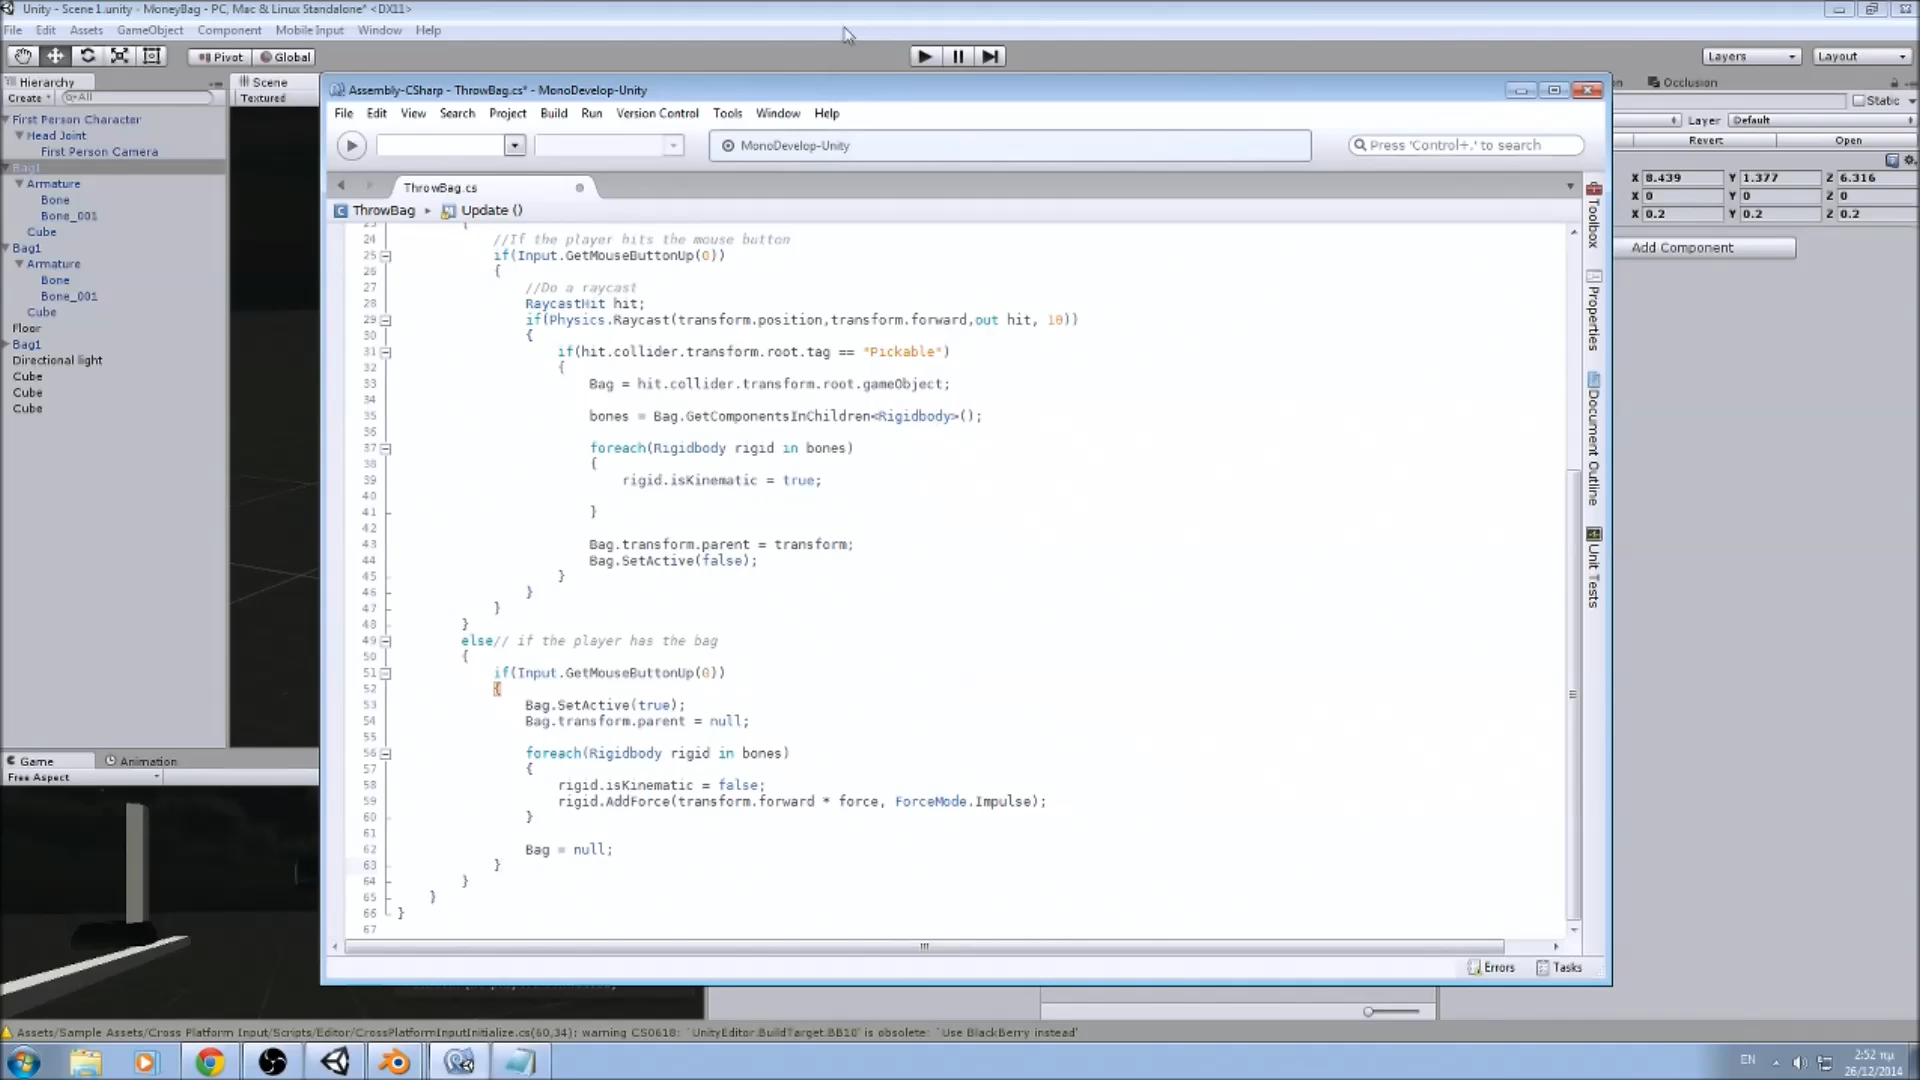 Unity - Scene1.unity - MoneyBag - PC, Mac & Linux Standalone* <DX11>
File Edit Assets GameObject Component Mobile Input Window Help
Pivot Global Layers Layout
Hierarchy
Create All
First Person Character
Head Joint
First Person Camera
Bag1
Armature
Bone
Bone_001
Cube
Bag1
Armature
Bone
Bone_001
Cube
Floor
Bag1
Directional light
Cube
Cube
Cube
Scene
Textured
Game Animation
Free Aspect
Assembly-CSharp - ThrowBag.cs* - MonoDevelop-Unity
File Edit View Search Project Build Run Version Control Tools Window Help
MonoDevelop-Unity
Press 'Control+,' to search
ThrowBag.cs
ThrowBag Update ()
23 {
24 //If the player hits the mouse button
25 if(Input.GetMouseButtonUp(0))
26 {
27 //Do a raycast
28 RaycastHit hit;
29 if(Physics.Raycast(transform.position,transform.forward,out hit, 10))
30 {
31 if(hit.collider.transform.root.tag == "Pickable")
32 {
33 Bag = hit.collider.transform.root.gameObject;
34
35 bones = Bag.GetComponentsInChildren<Rigidbody>();
36
37 foreach(Rigidbody rigid in bones)
38 {
39 rigid.isKinematic = true;
40
41 }
42
43 Bag.transform.parent = transform;
44 Bag.SetActive(false);
45 }
46 }
47 }
48 }
49 else// if the player has the bag
50 {
51 if(Input.GetMouseButtonUp(0))
52 {
53 Bag.SetActive(true);
54 Bag.transform.parent = null;
55
56 foreach(Rigidbody rigid in bones)
57 {
58 rigid.isKinematic = false;
59 rigid.AddForce(transform.forward * force, ForceMode.Impulse);
60 }
61
62 Bag = null;
63 }
64 }
65 }
66 }
67
Toolbox
Properties
Document Outline
Unit Tests
Errors Tasks
Occlusion
Static
Layer Default
Revert Open
X 8.439 Y 1.377 Z 6.316
X 0 Y 0 Z 0
X 0.2 Y 0.2 Z 0.2
Add Component
Assets/Sample Assets/Cross Platform Input/Scripts/Editor/CrossPlatformInputInitialize.cs(60,34): warning CS0618: `UnityEditor.BuildTarget.BB10' is obsolete: `Use BlackBerry instead'
EN
2:52 πμ
26/12/2014